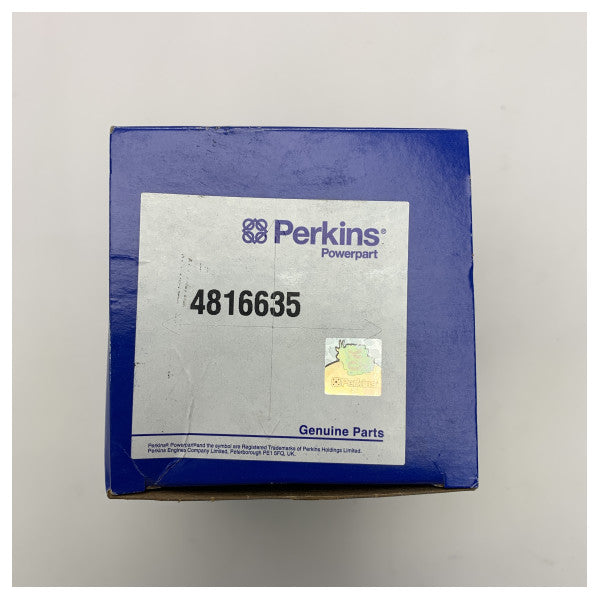 Perkins®
Powerpart
4816635
Perkins
Genuine Parts
Perkins® Powerpart®and the symbol are Registered Trademarks of Perkins Holdings Limited.
Perkins Engines Company Limited, Peterborough PE1 5FQ, UK.